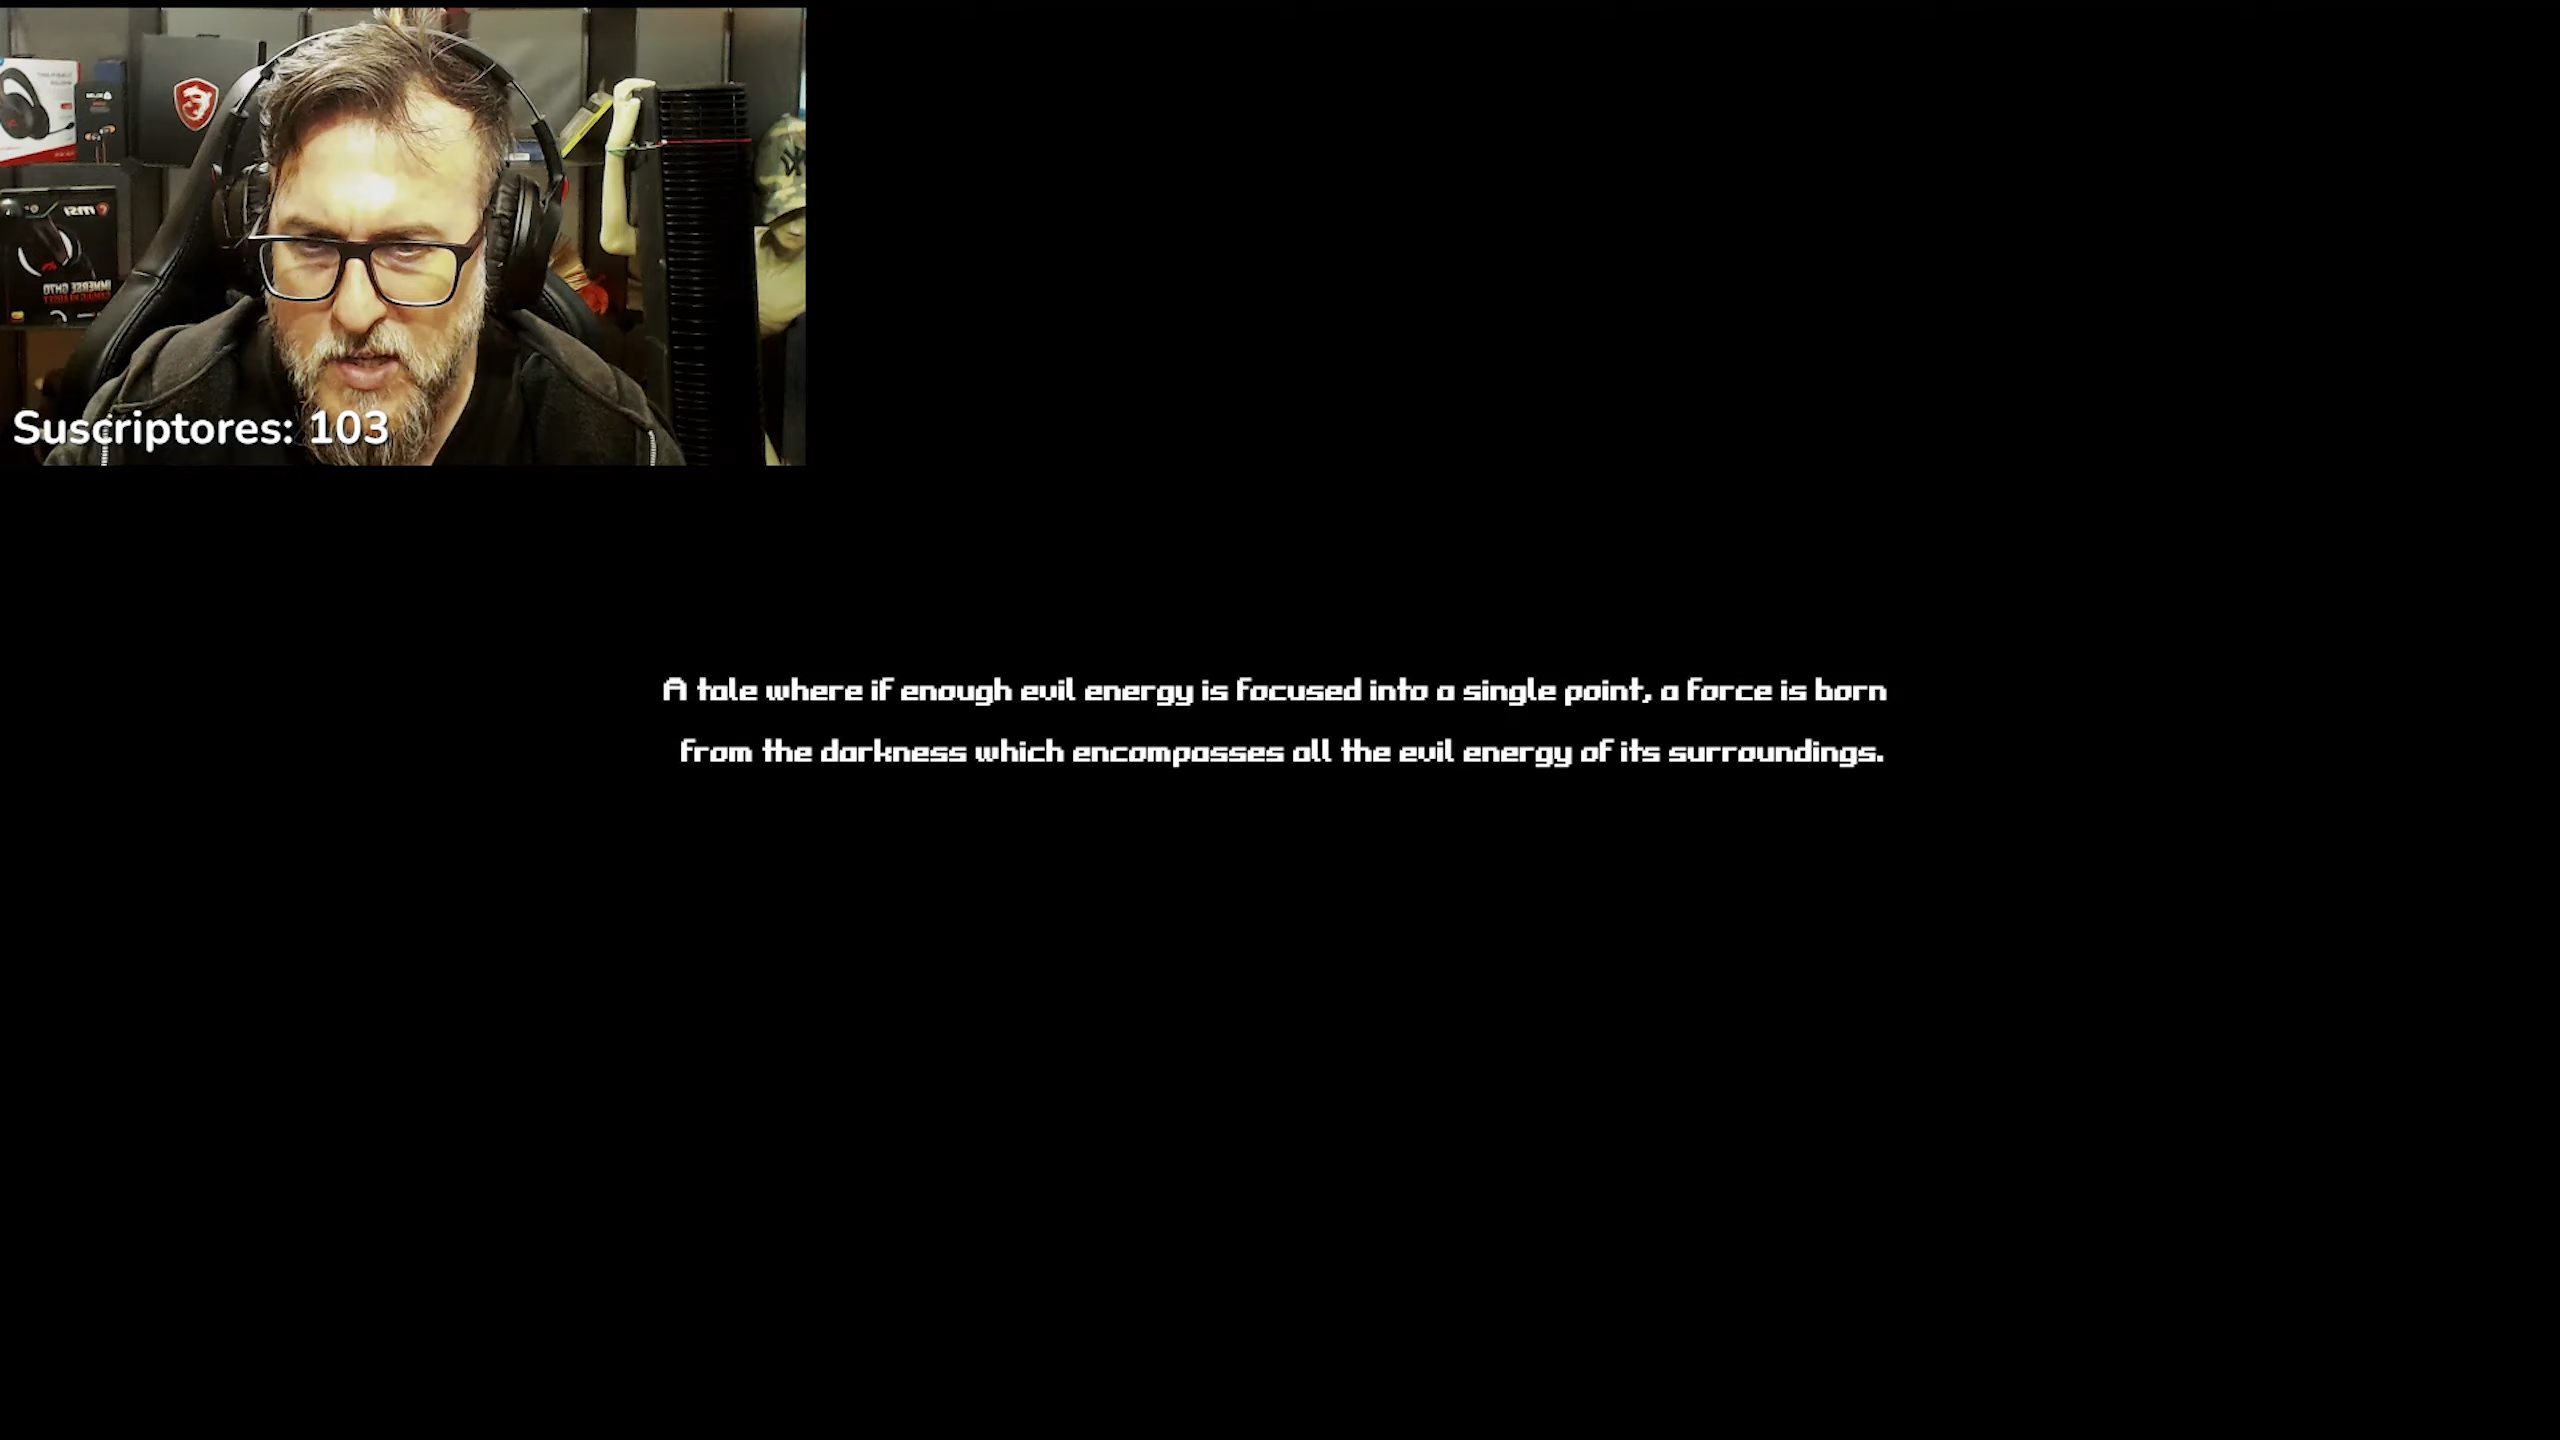 Suscriptores: 103
A tale where if enough evil energy is focused into a single point, a force is born
from the darkness which encompasses all the evil energy of its surroundings.